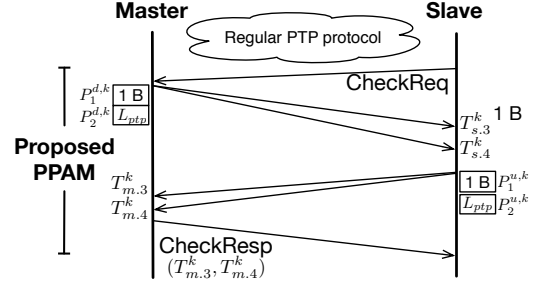 Master Slave
Regular PTP protocol
CheckReq
P_1^{d,k} 1 B
P_2^{d,k} L_{ptp}
T_{s.3}^k 1 B
T_{s.4}^k
Proposed
PPAM
T_{m.3}^k
T_{m.4}^k
1 B P_1^{u,k}
L_{ptp} P_2^{u,k}
CheckResp
(T_{m.3}^k, T_{m.4}^k)